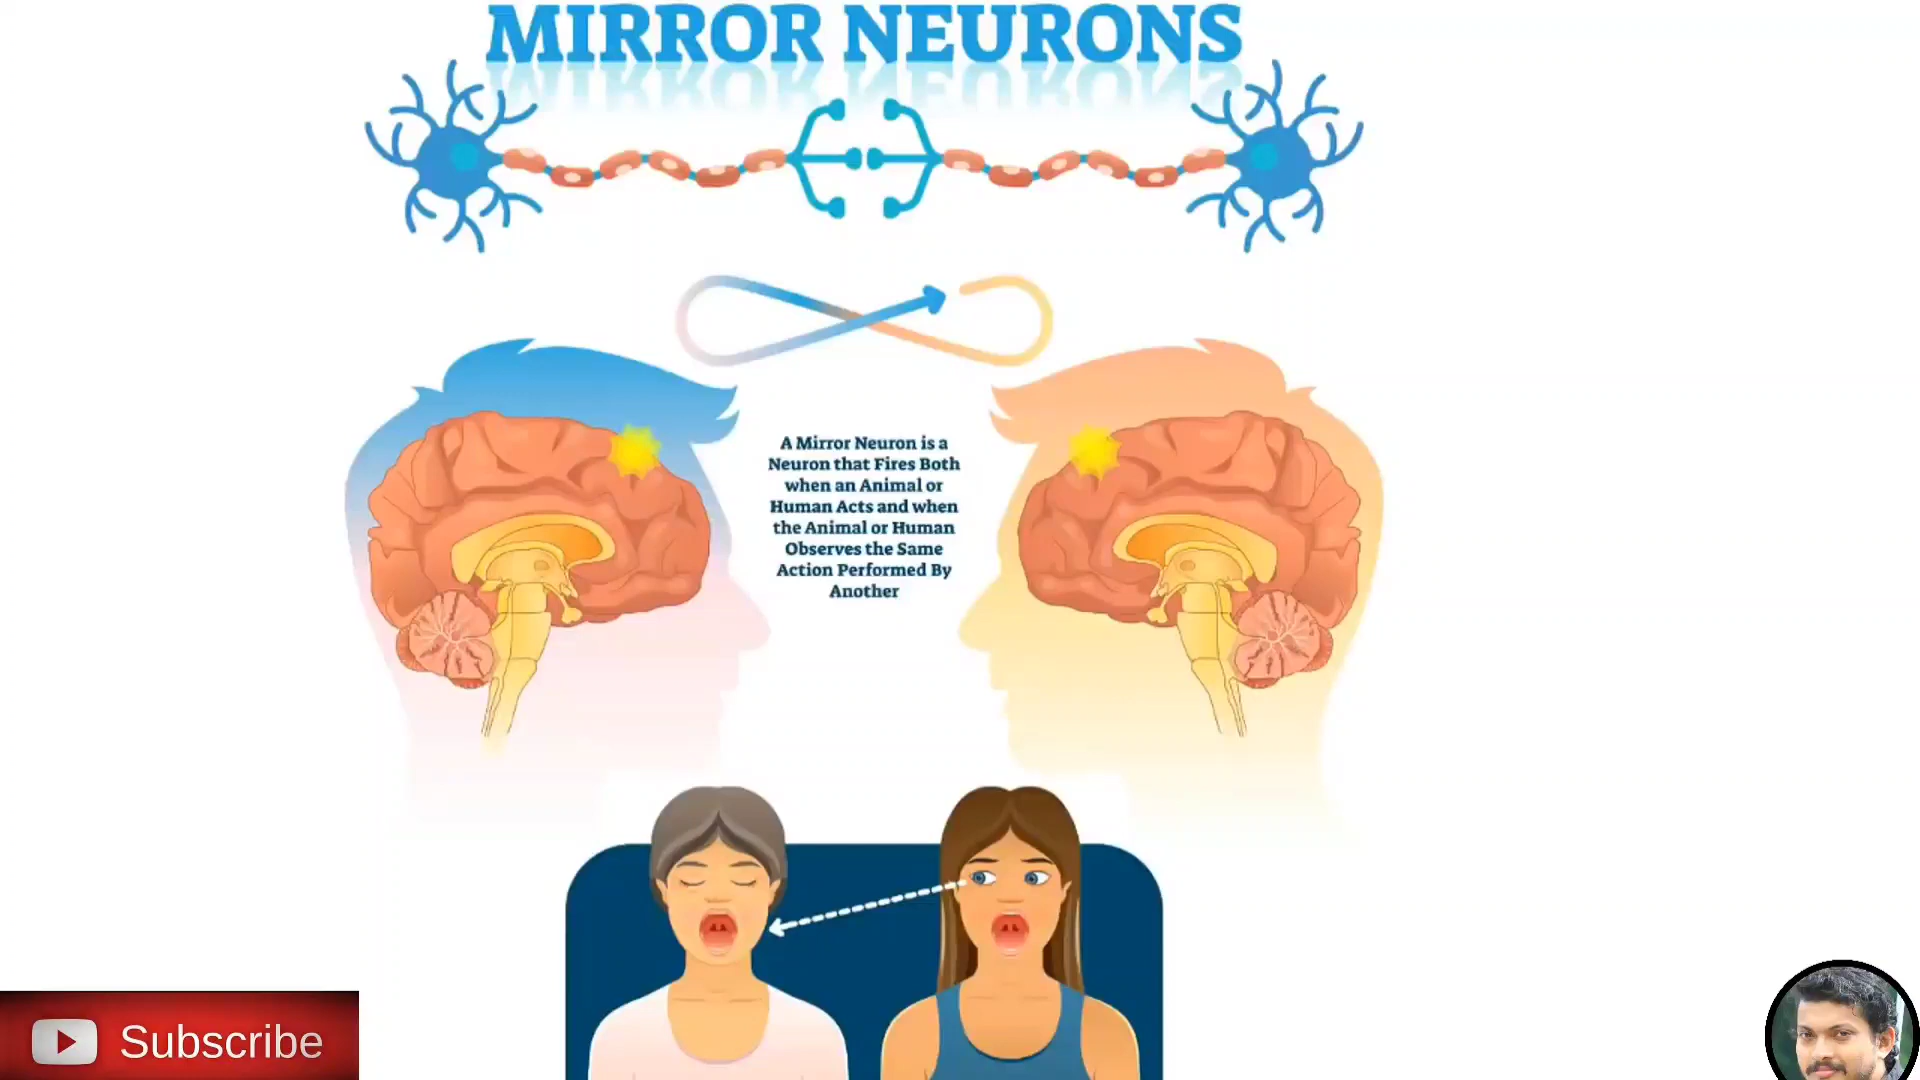 MIRROR NEURONS
A Mirror Neuron is a
Neuron that Fires Both
when an Animal or
Human Acts and when
the Animal or Human
Observes the Same
Action Performed By
Another
Subscribe